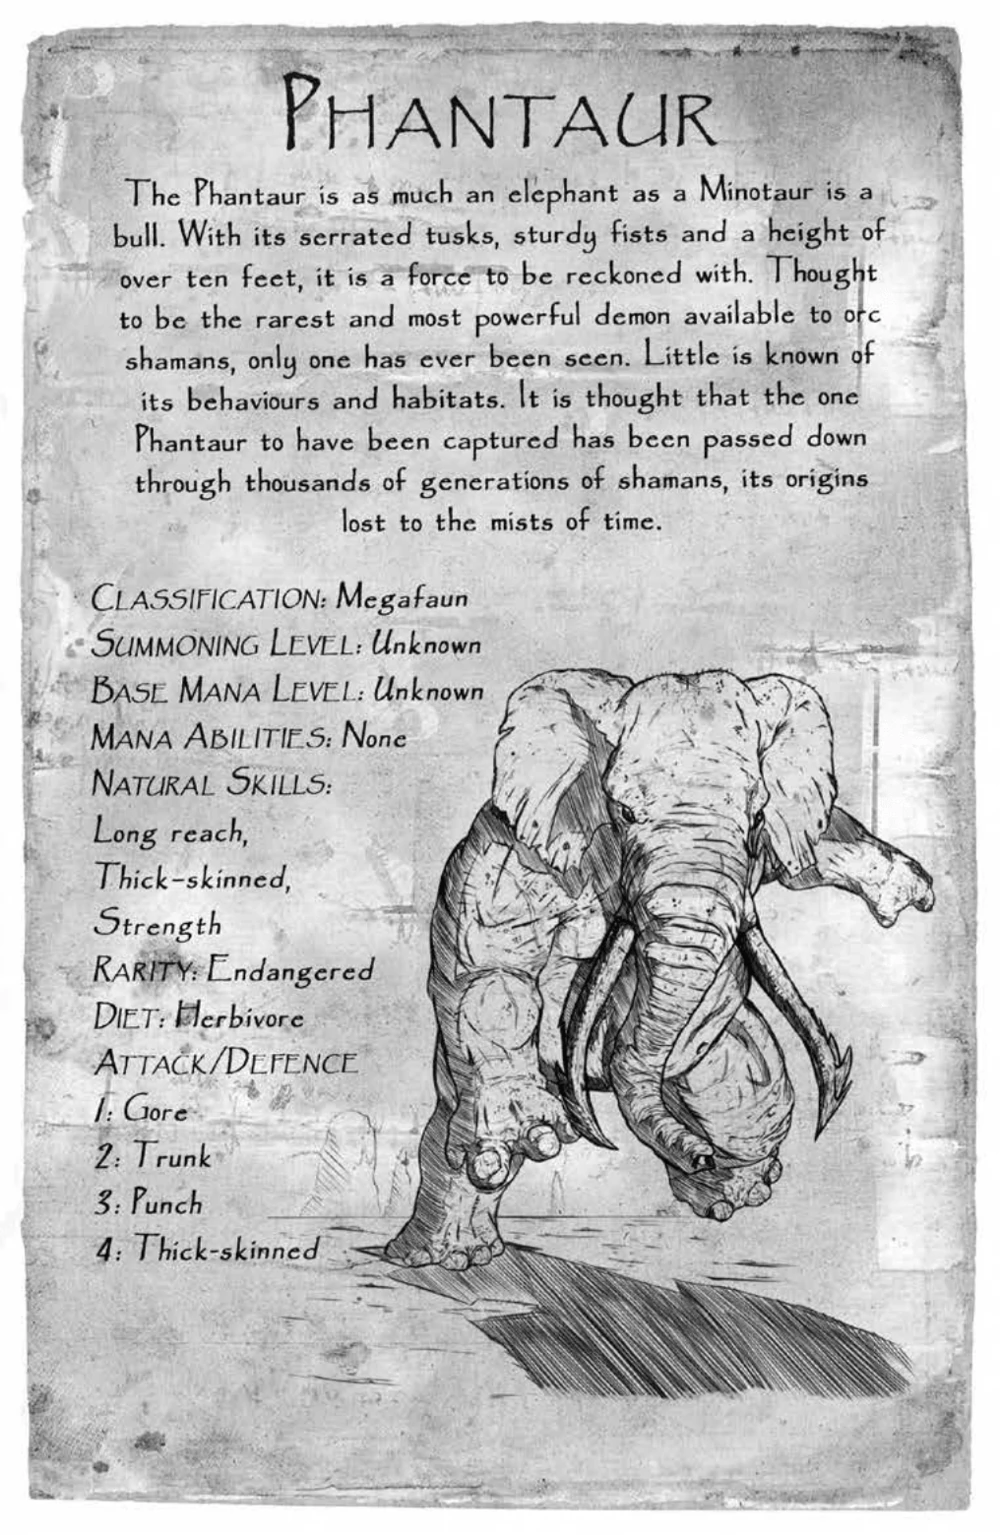 PHANTAUR
The Phantaur is as much an elephant as a Minotaur is a
bull. With its serrated tusks, sturdy fists and a height of
over ten feet, it is a force to be reckoned with. Thought
to be the rarest and most powerful demon available to orc
shamans, only one has ever been seen. Little is known of
its behaviours and habitats. It is thought that the one
Phantaur to have been captured has been passed down
through thousands of generations of shamans, its origins
lost to the mists of time.
CLASSIFICATION: Megafaun
SUMMONING LEVEL: Unknown
BASE MANA LEVEL: Unknown
MANA ABILITIES: None
NATURAL SKILLS:
Long reach,
Thick-skinned,
Strength
RARITY: Endangered
DIET: Herbivore
ATTACK/DEFENCE
1: Gore
2: Trunk
3: Punch
4: Thick-skinned